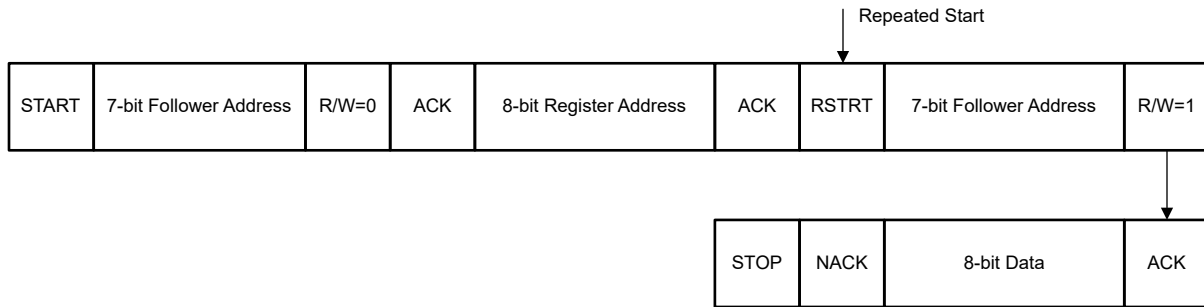 Repeated Start
START 7-bit Follower Address R/W=0 ACK 8-bit Register Address ACK RSTRT 7-bit Follower Address R/W=1
STOP NACK 8-bit Data ACK